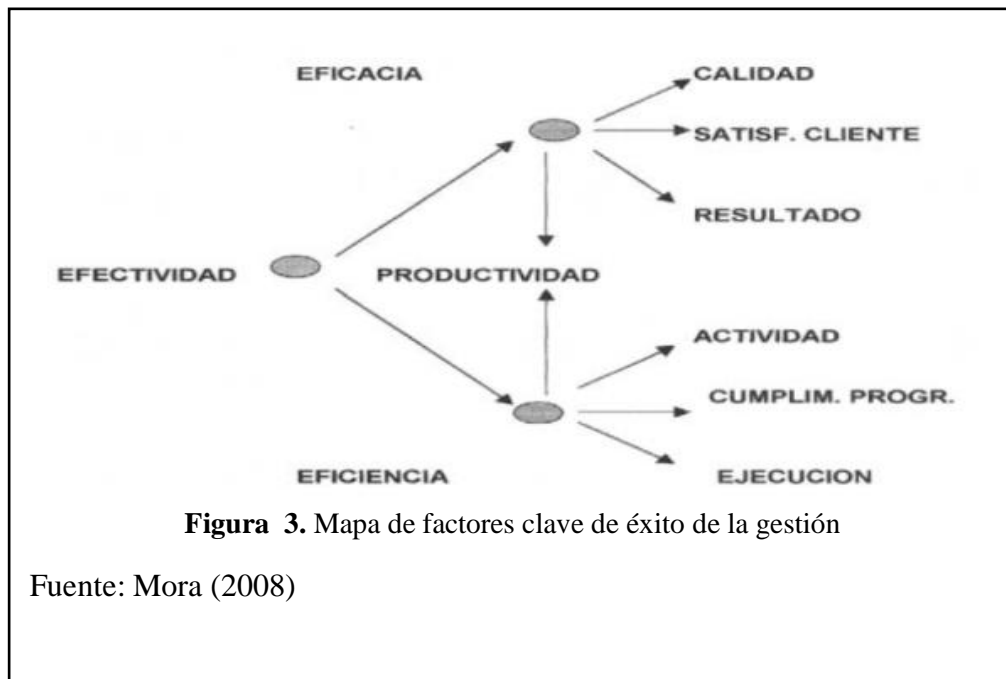 EFICACIA CALIDAD
SATISF. CLIENTE
RESULTADO
EFECTIVIDAD PRODUCTIVIDAD
ACTIVIDAD
CUMPLIM. PROGR.
EFICIENCIA EJECUCION
Figura 3. Mapa de factores clave de éxito de la gestión
Fuente: Mora (2008)